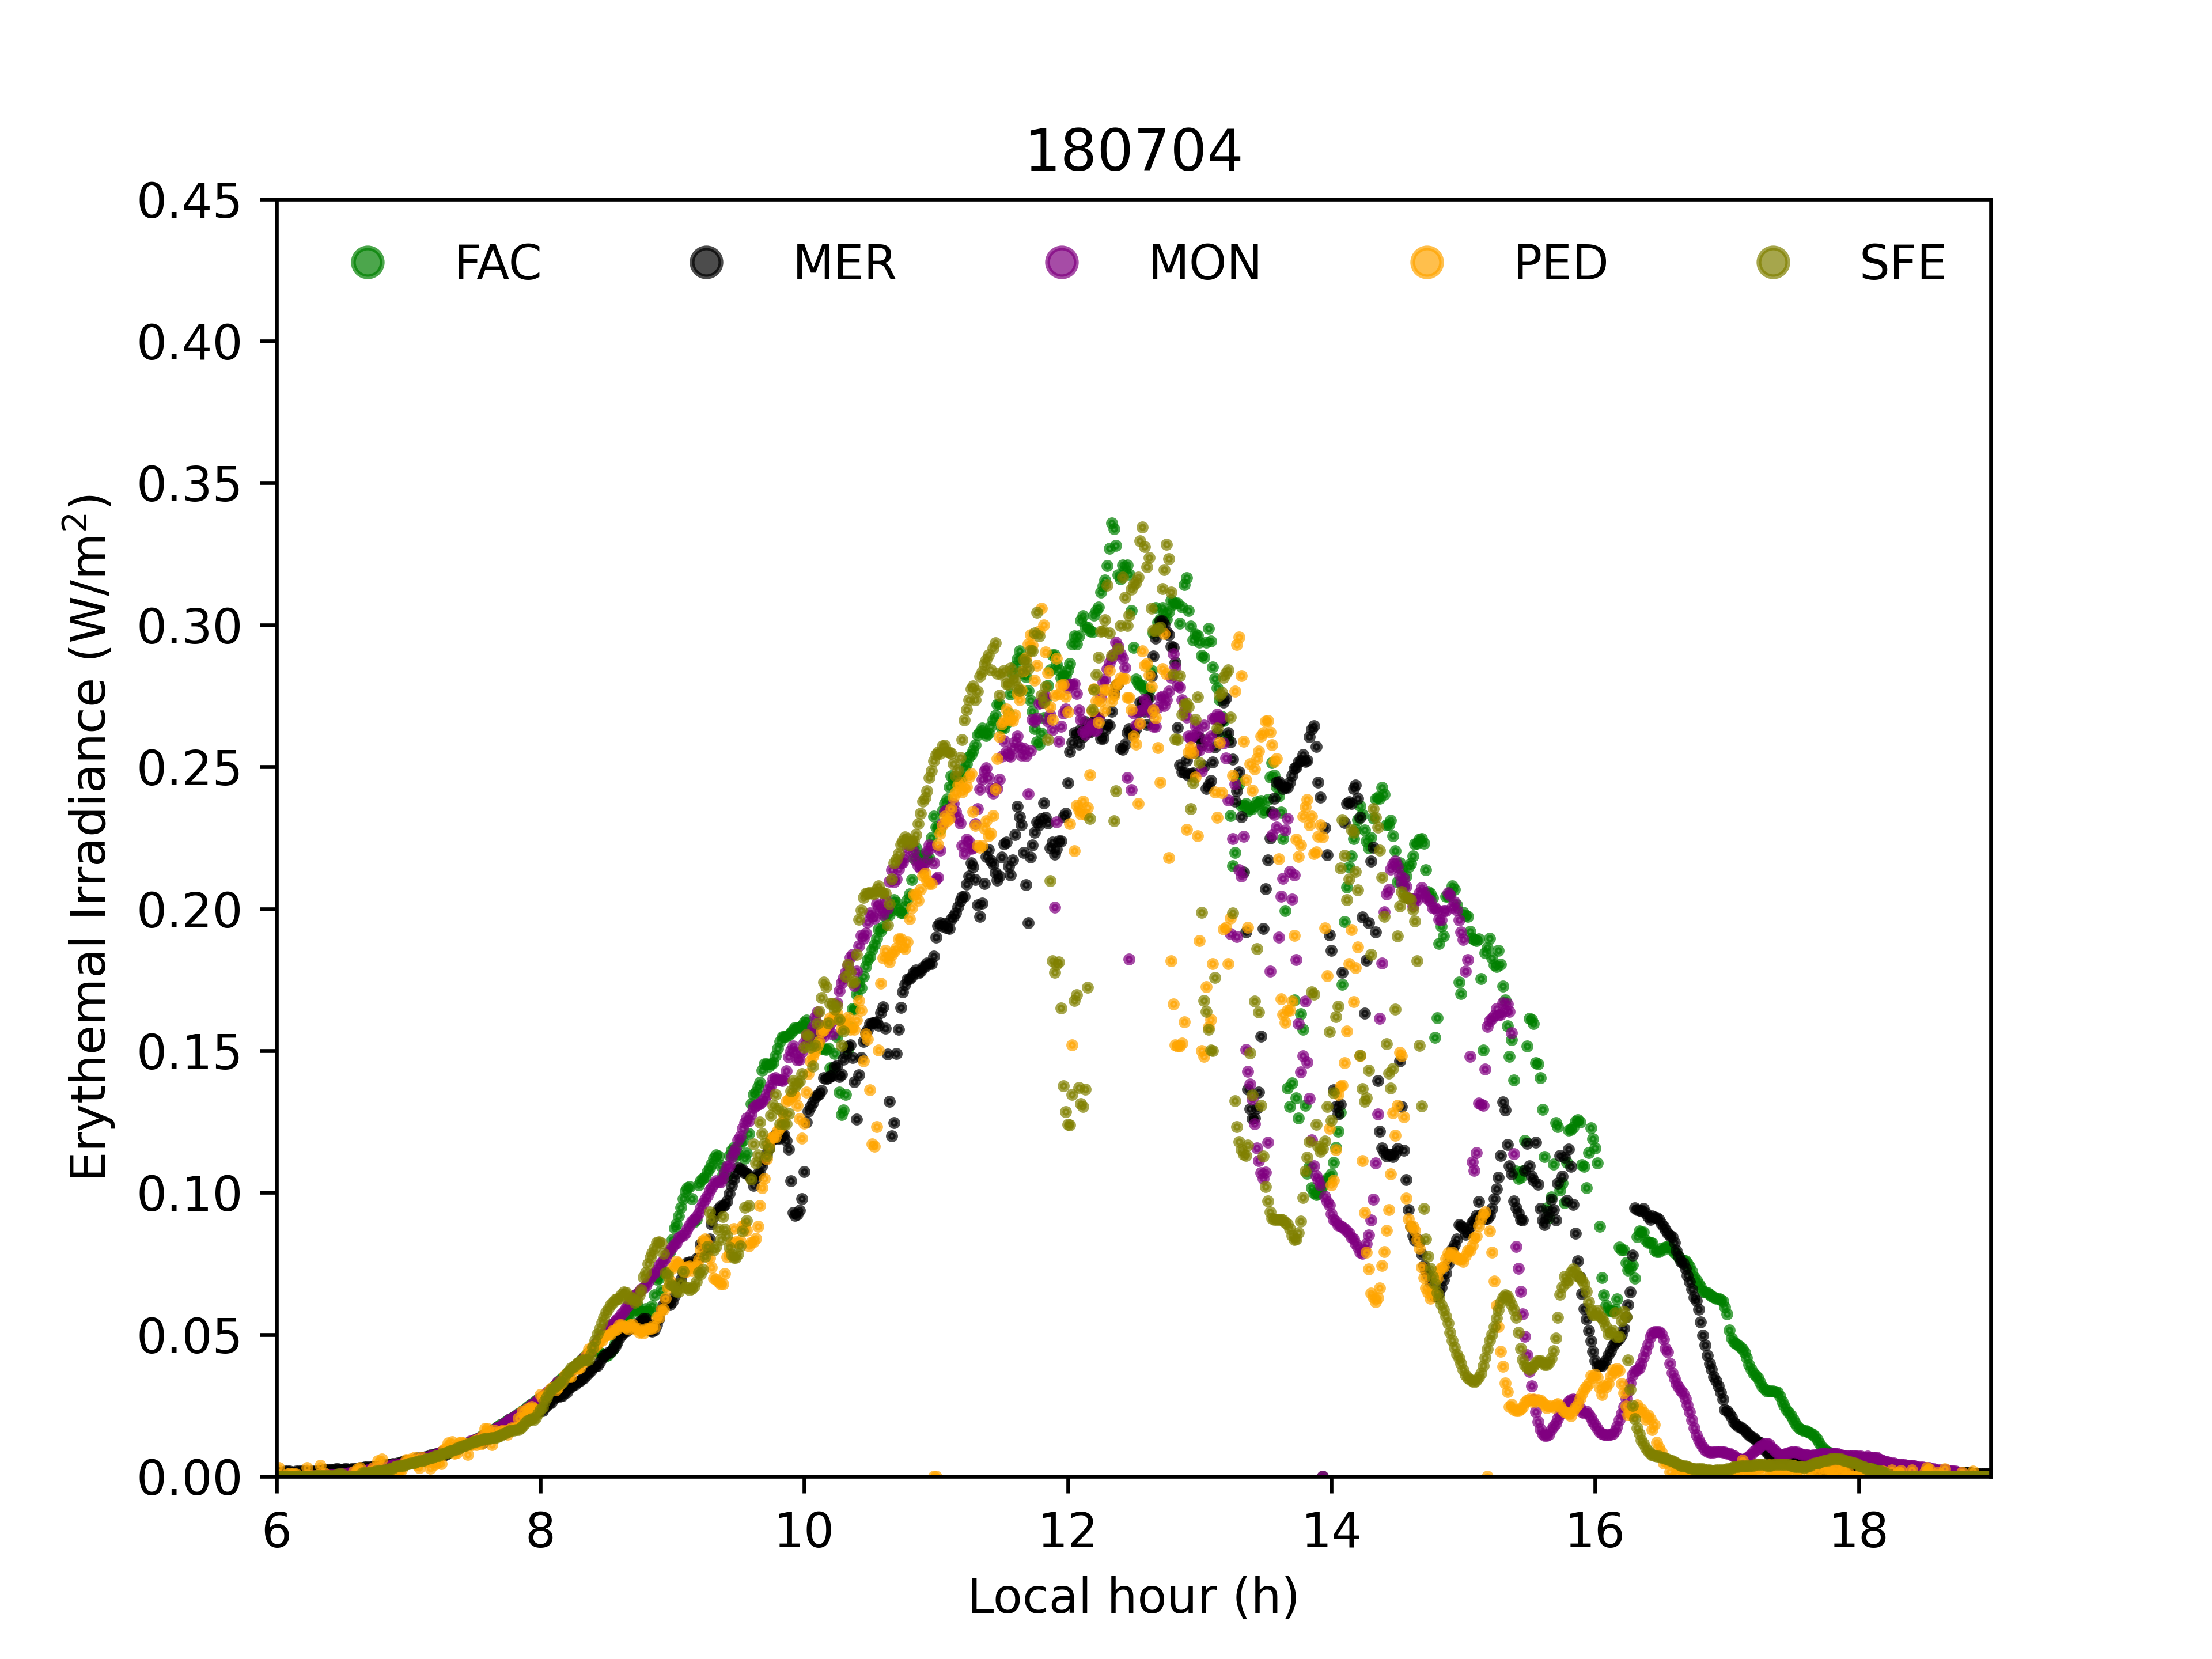 180704
FAC MER MON PED SFE
0.45
0.40
0.35
0.30
0.25
0.20
0.15
0.10
0.05
0.00
Erythemal Irradiance (W/m²)
6 8 10 12 14 16 18
Local hour (h)